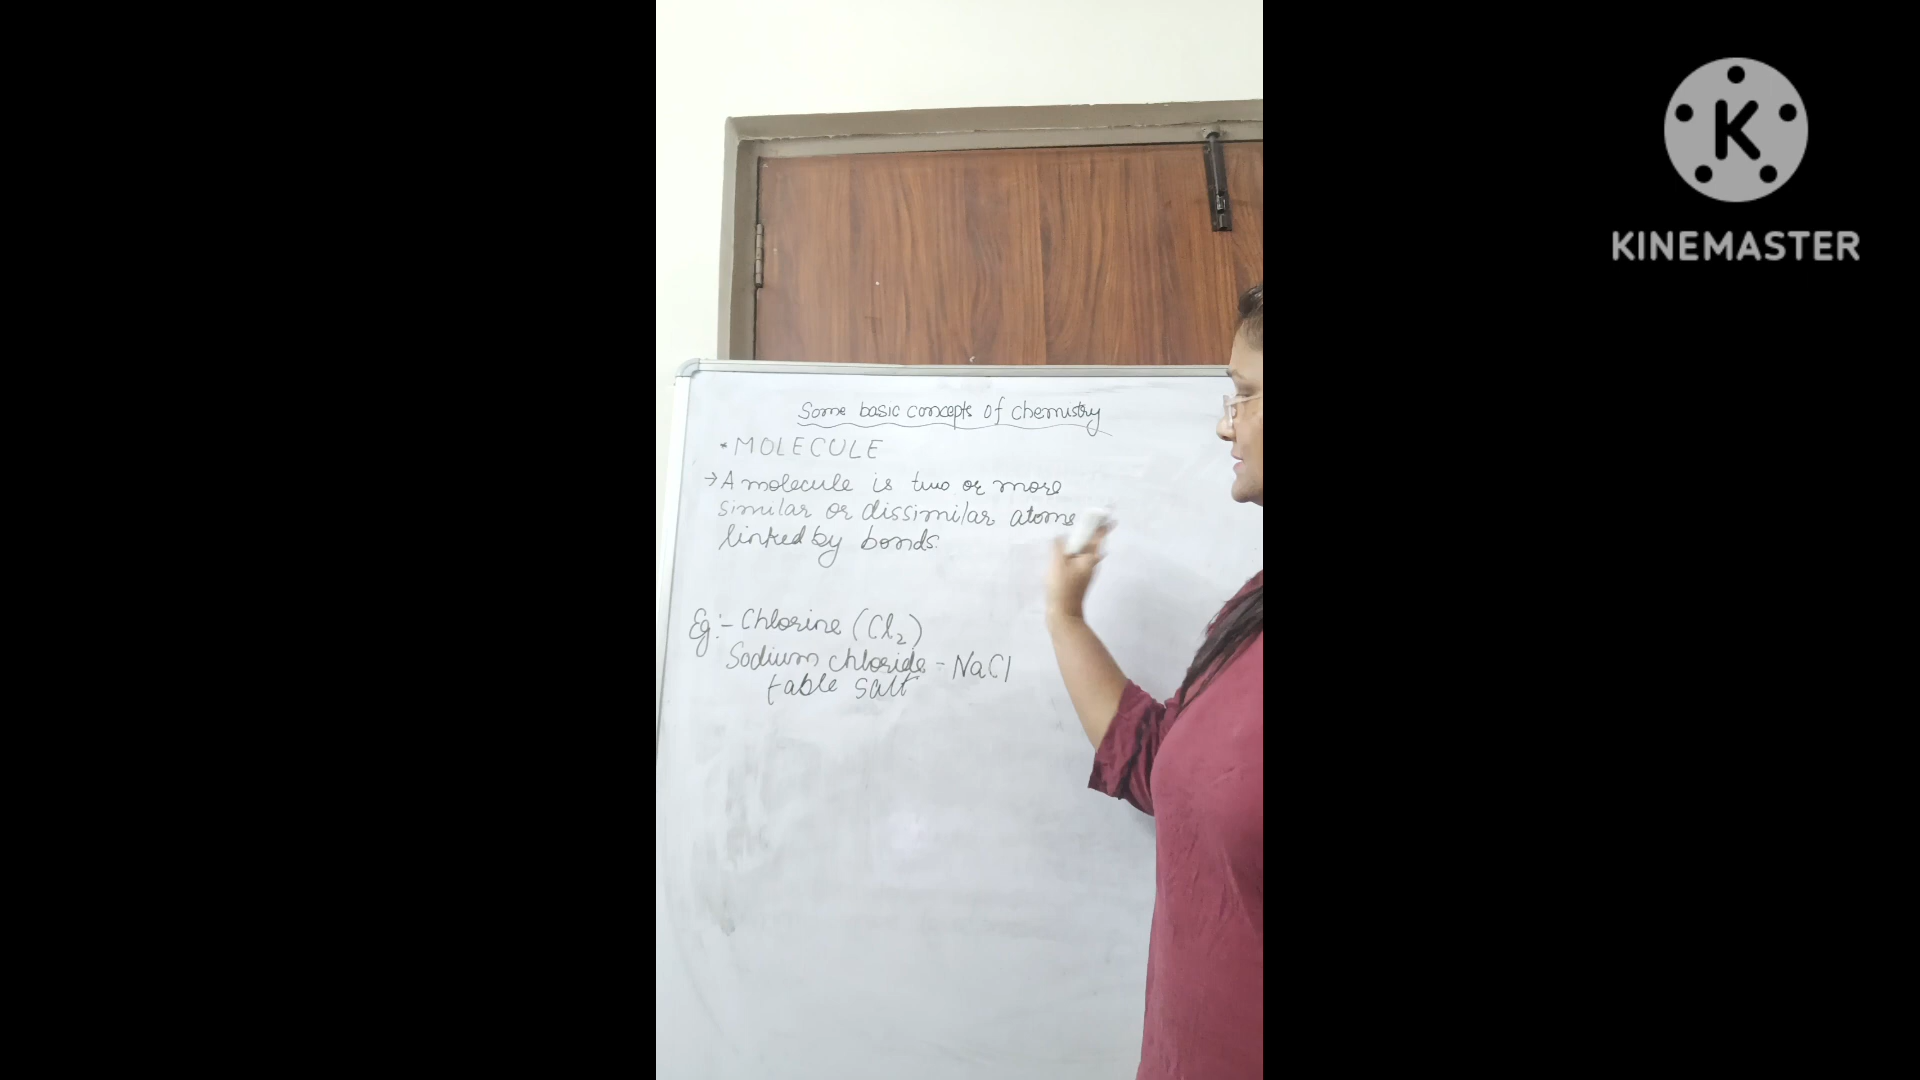 Some basic concepts of chemistry
* MOLECULE
→ A molecule is two or more
similar or dissimilar atoms
linked by bonds.
Eg:- Chlorine (Cl₂)
Sodium chloride - NaCl
table salt
K
KINEMASTER